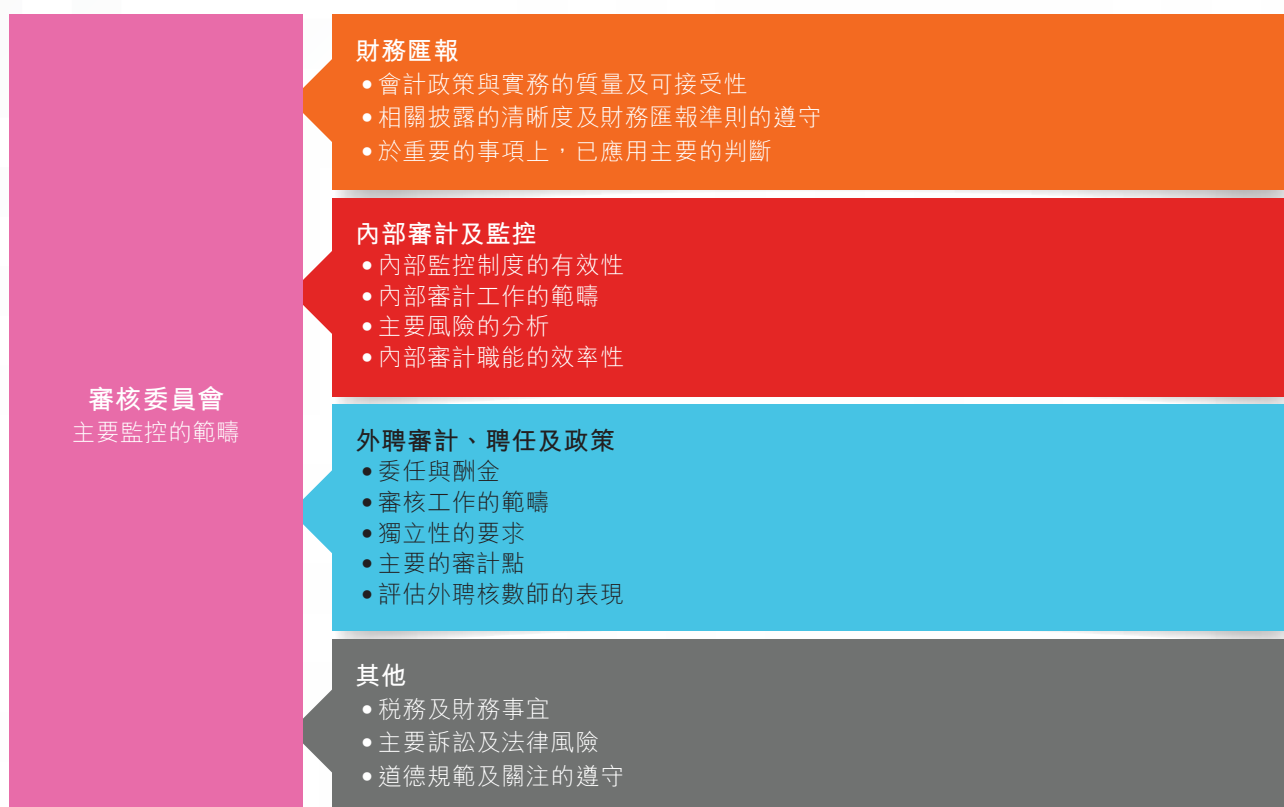 審核委員會
主要監控的範疇
財務匯報
•會計政策與實務的質量及可接受性
•相關披露的清晰度及財務匯報準則的遵守
•於重要的事項上，已應用主要的判斷
內部審計及監控
•內部監控制度的有效性
•內部審計工作的範疇
•主要風險的分析
•內部審計職能的效率性
外聘審計、聘任及政策
•委任與酬金
•審核工作的範疇
•獨立性的要求
•主要的審計點
•評估外聘核數師的表現
其他
•税務及財務事宜
•主要訴訟及法律風險
•道德規範及關注的遵守